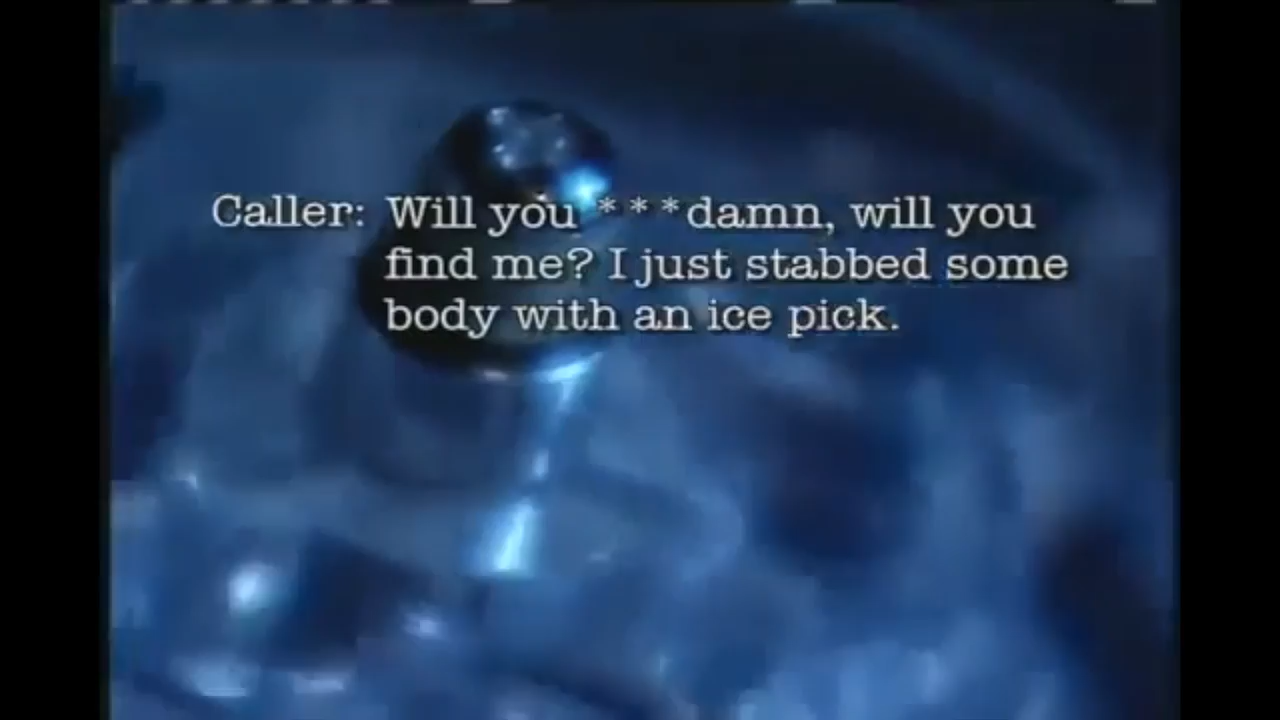 Caller: Will you ***damn, will you
find me? I just stabbed some
body with an ice pick.